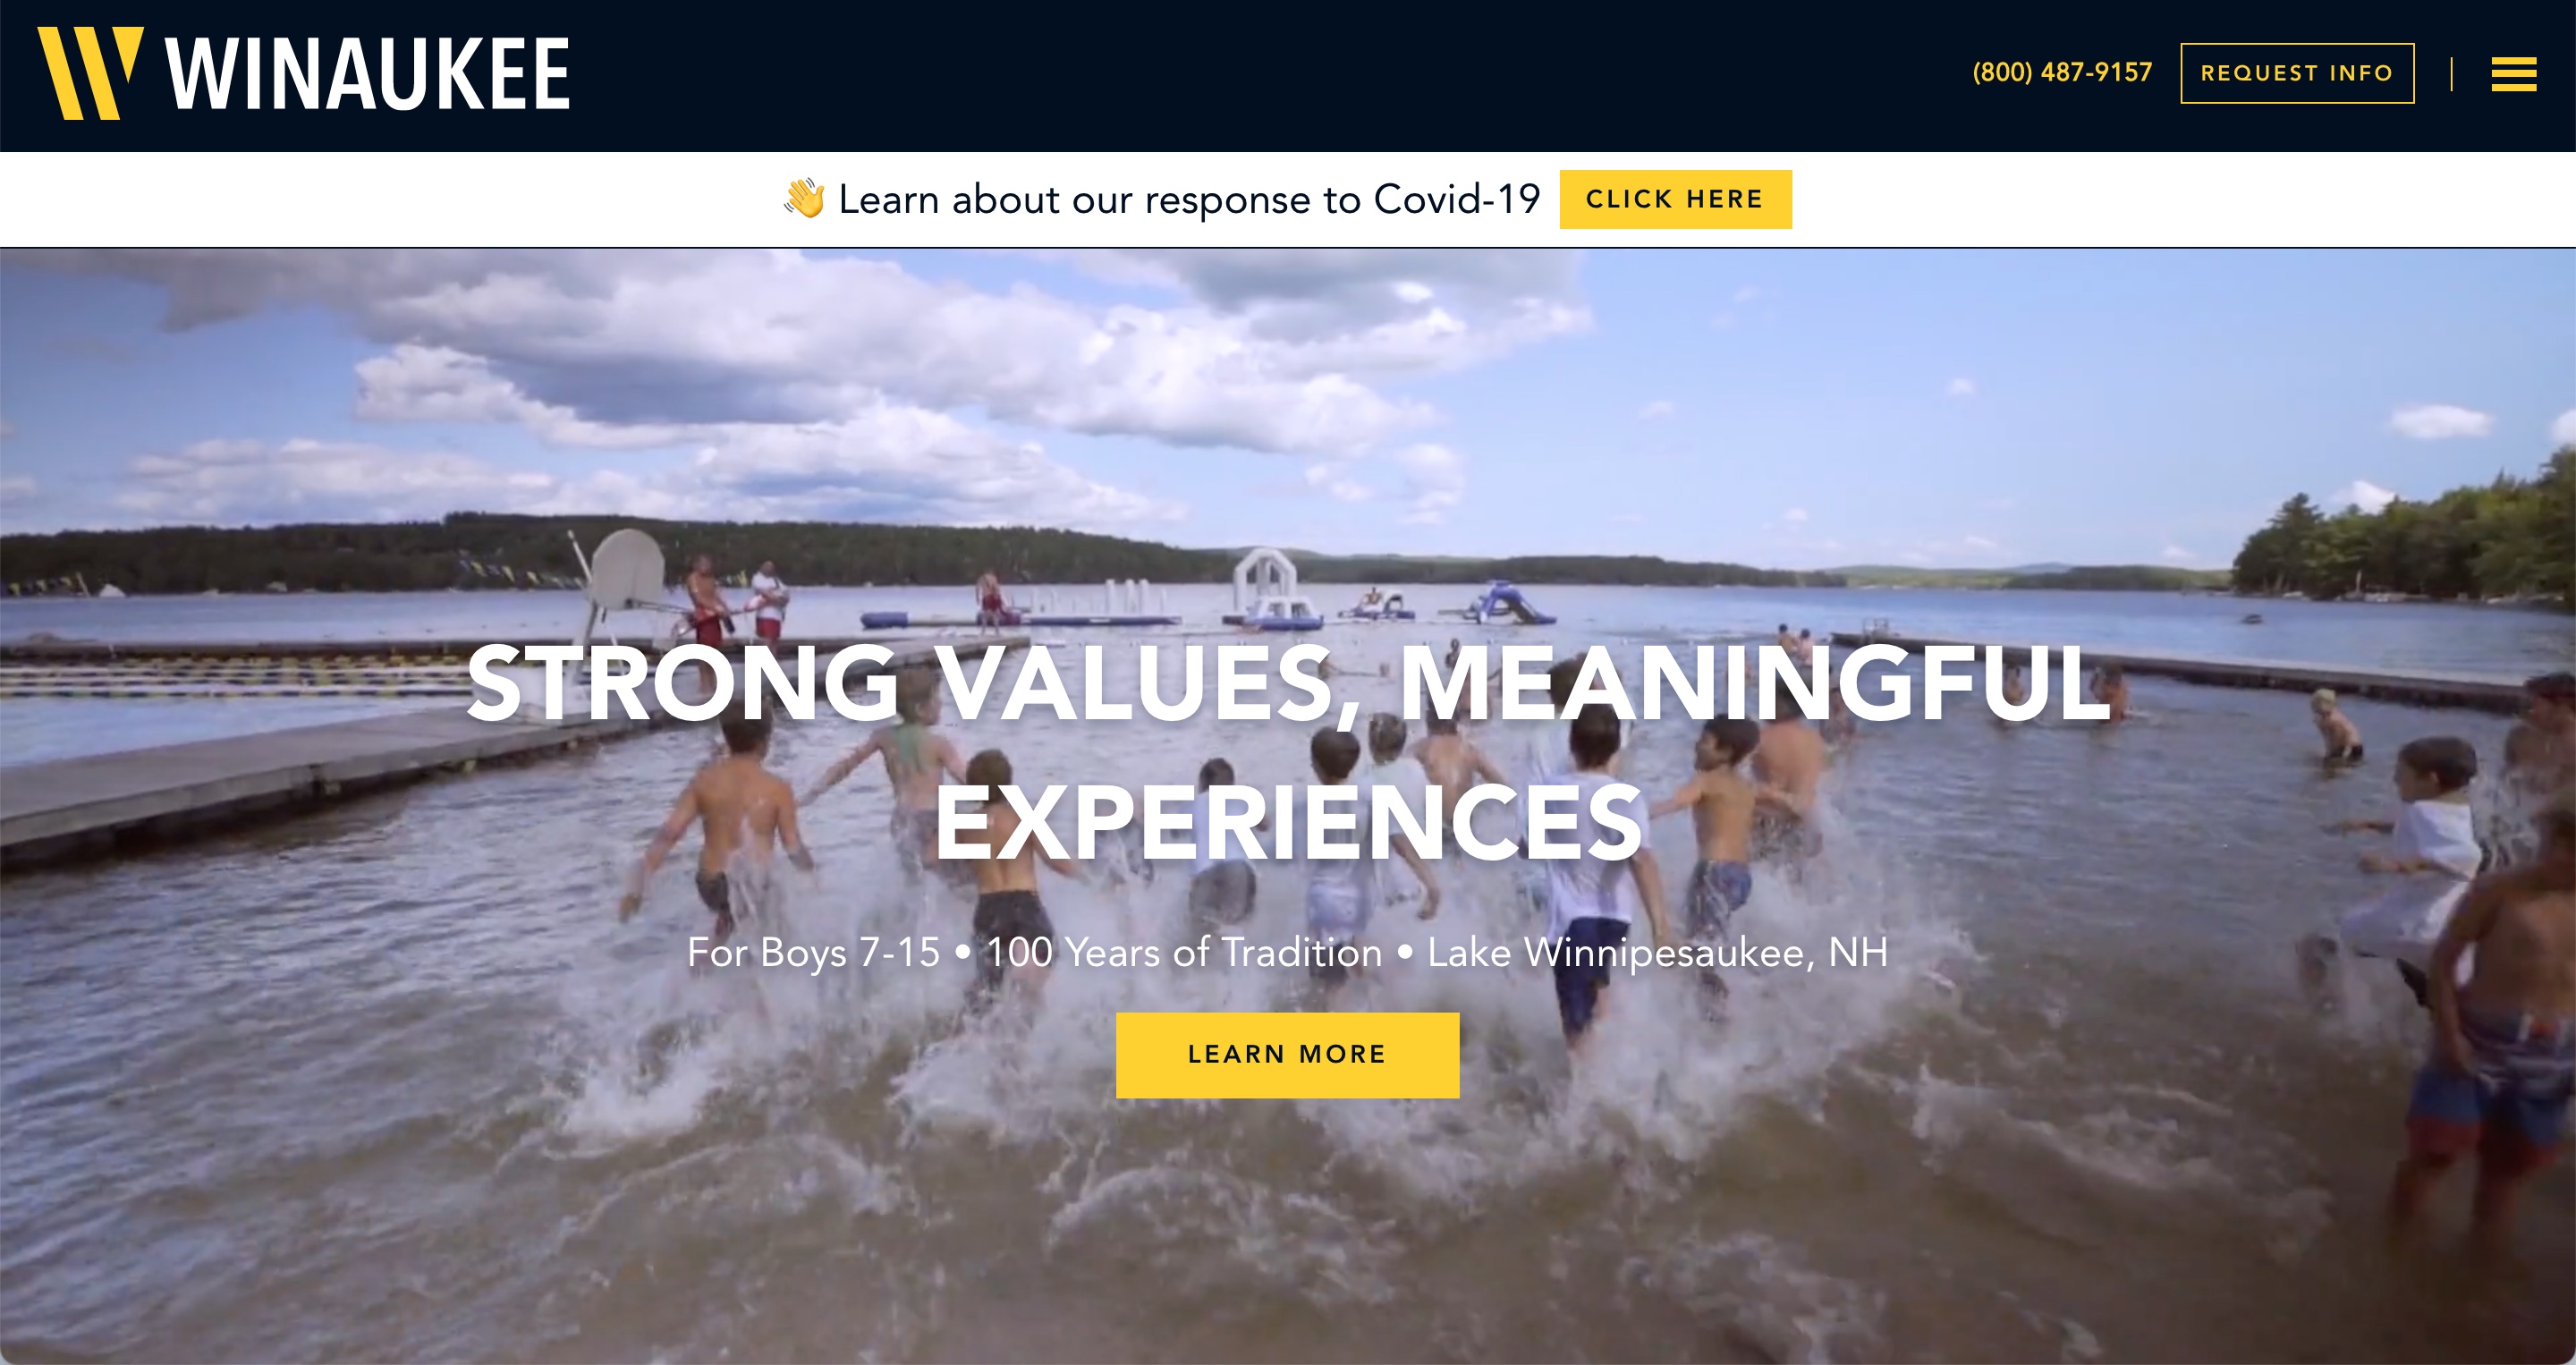 WINAUKEE
(800) 487-9157
REQUEST INFO
👋 Learn about our response to Covid-19
CLICK HERE
STRONG VALUES, MEANINGFUL
EXPERIENCES
For Boys 7-15 • 100 Years of Tradition • Lake Winnipesaukee, NH
LEARN MORE